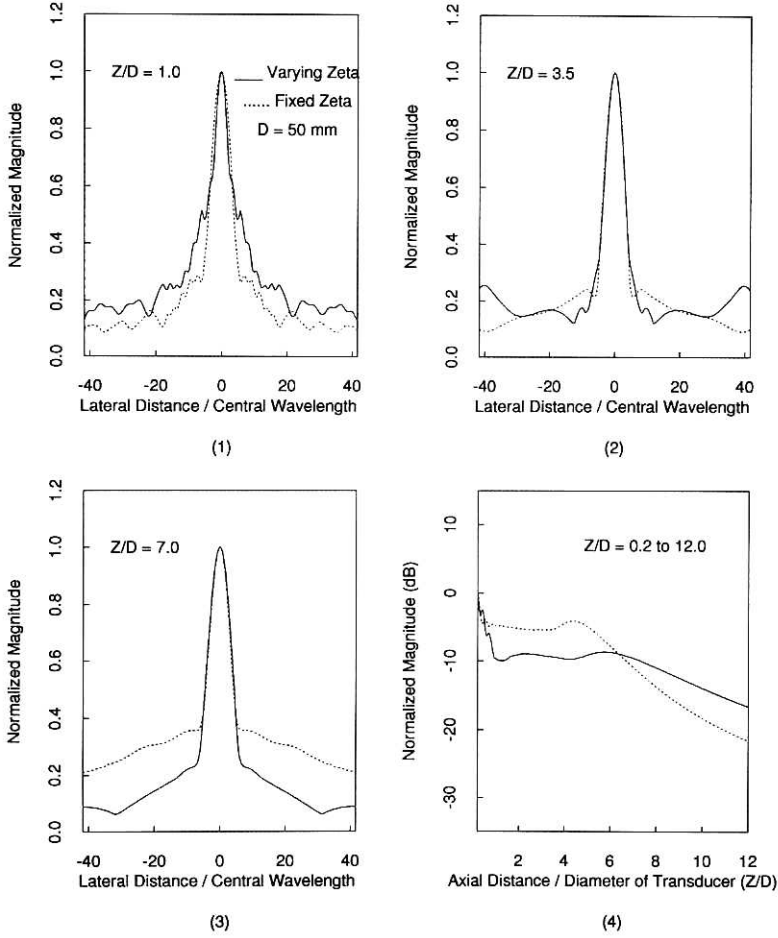 1.2
1.0
0.8
0.6
0.4
0.2
0.0
Normalized Magnitude
Z/D = 1.0
Varying Zeta
Fixed Zeta
D = 50 mm
-40 -20 0 20 40
Lateral Distance / Central Wavelength
(1)
1.2
1.0
0.8
0.6
0.4
0.2
0.0
Normalized Magnitude
Z/D = 3.5
-40 -20 0 20 40
Lateral Distance / Central Wavelength
(2)
1.2
1.0
0.8
0.6
0.4
0.2
0.0
Normalized Magnitude
Z/D = 7.0
-40 -20 0 20 40
Lateral Distance / Central Wavelength
(3)
10
0
-10
-20
-30
Normalized Magnitude (dB)
Z/D = 0.2 to 12.0
2 4 6 8 10 12
Axial Distance / Diameter of Transducer (Z/D)
(4)